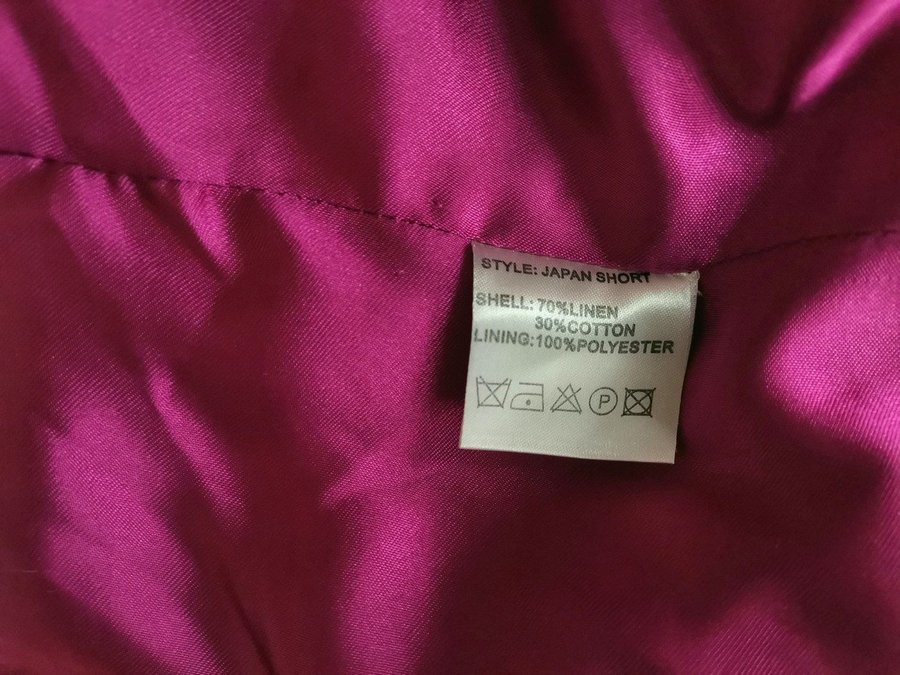 STYLE: JAPAN SHORT
SHELL: 70%LINEN
30%COTTON
LINING:100%POLYESTER
P